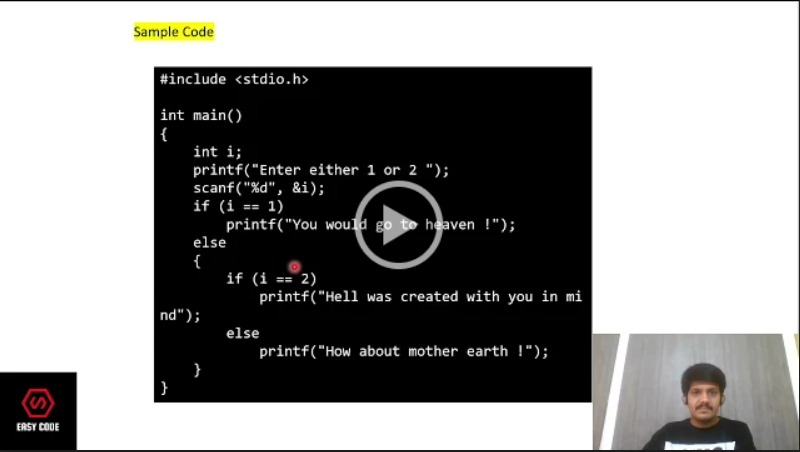 Sample Code
#include <stdio.h>
int main()
{
    int i;
    printf("Enter either 1 or 2 ");
    scanf("%d", &i);
    if (i == 1)
        printf("You would go to heaven !");
    else
    {
        if (i == 2)
            printf("Hell was created with you in mi
nd");
        else
            printf("How about mother earth !");
    }
}
EASY CODE